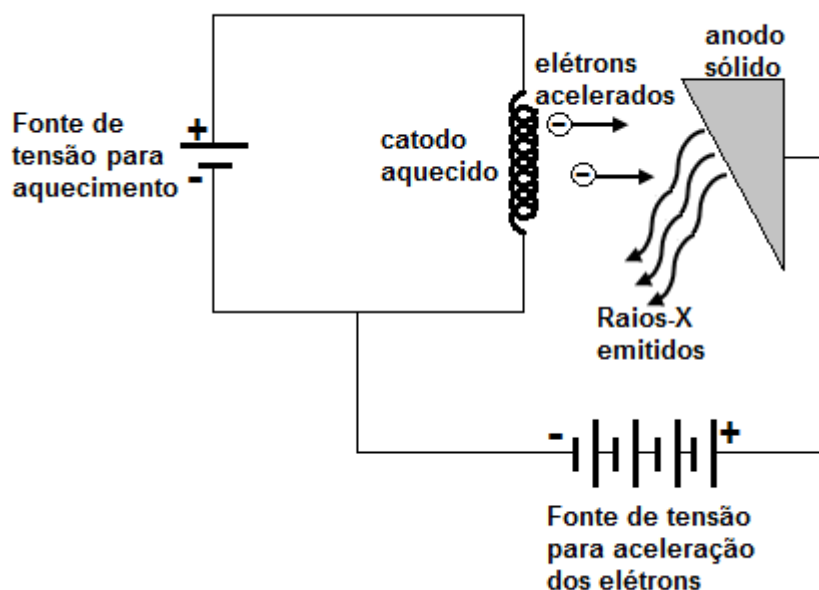 Fonte de
tensão para
aquecimento
+
-
catodo
aquecido
elétrons
acelerados
-
-
anodo
sólido
Raios-X
emitidos
-
+
Fonte de tensão
para aceleração
dos elétrons